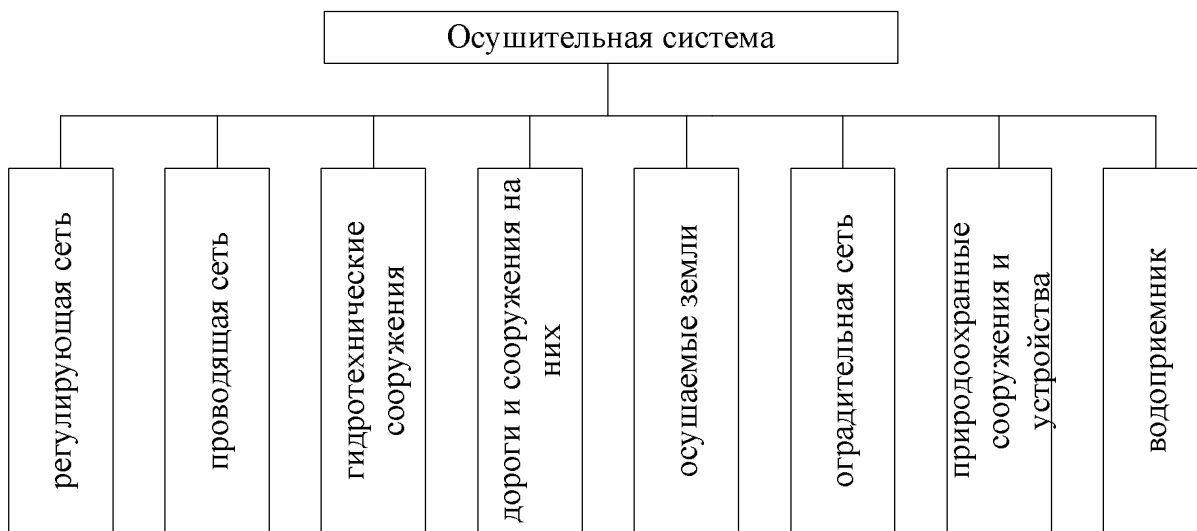 Осушительная система
регулирующая сеть
проводящая сеть
гидротехнические
сооружения
дороги и сооружения на
них
осушаемые земли
оградительная сеть
природоохранные
сооружения и
устройства
водоприемник